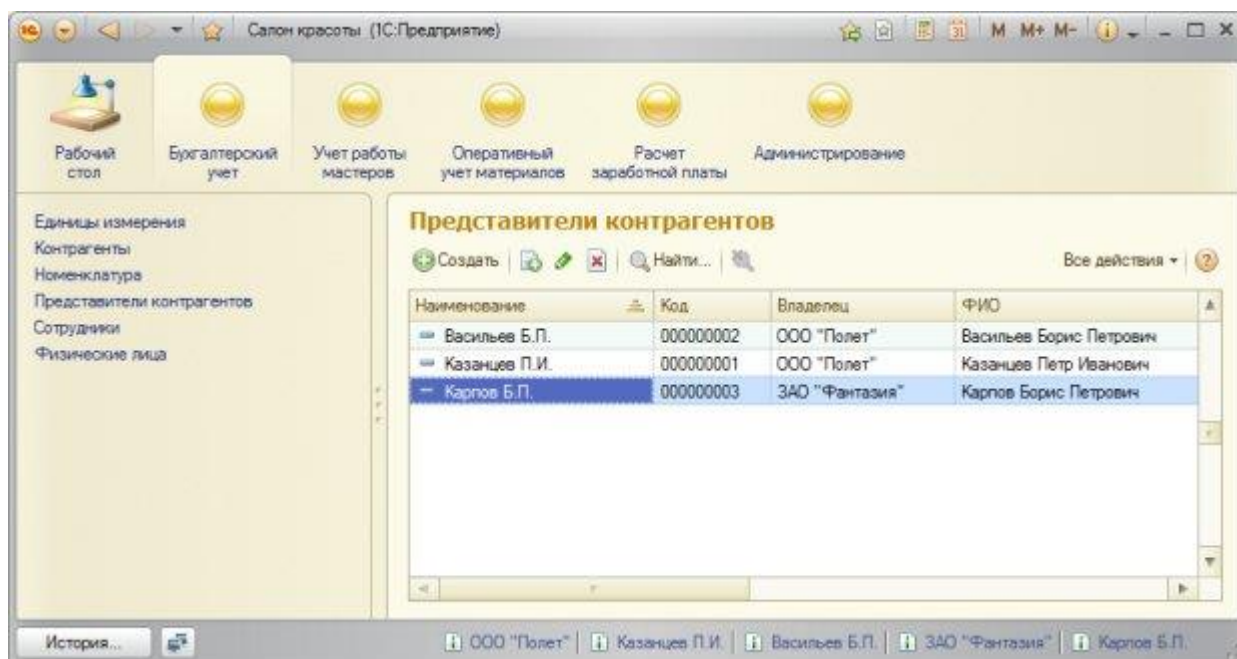 Салон красоты (1С:Предприятие)
31 M M+ M-
Рабочий стол
Бухгалтерский учет
Учет работы мастеров
Оперативный учет материалов
Расчет заработной платы
Администрирование
Единицы измерения
Контрагенты
Номенклатура
Представители контрагентов
Сотрудники
Физические лица
Представители контрагентов
Создать Найти... Все действия
Наименование Код Владелец ФИО
Васильев Б.П. 000000002 ООО "Полет" Васильев Борис Петрович
Казанцев П.И. 000000001 ООО "Полет" Казанцев Петр Иванович
Карпов Б.П. 000000003 ЗАО "Фантазия" Карпов Борис Петрович
История... ООО "Полет" Казанцев П.И. Васильев Б.П. ЗАО "Фантазия" Карпов Б.П.